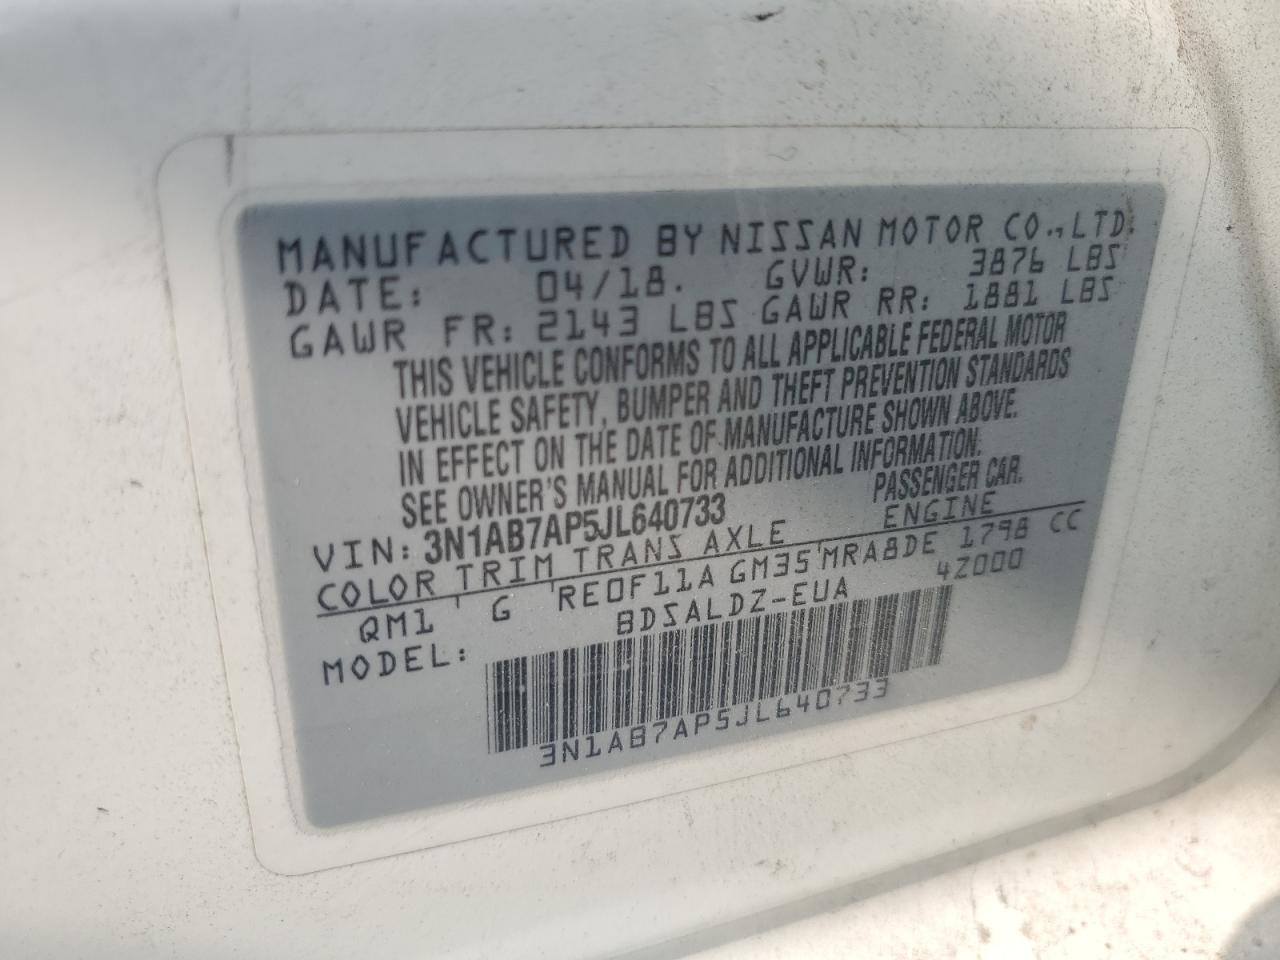 MANUFACTURED BY NISSAN MOTOR CO., LTD.
DATE: 04/18. GVWR: 3876 LBS
GAWR FR: 2143 LBS GAWR RR: 1881 LBS
THIS VEHICLE CONFORMS TO ALL APPLICABLE FEDERAL MOTOR
VEHICLE SAFETY, BUMPER AND THEFT PREVENTION STANDARDS
IN EFFECT ON THE DATE OF MANUFACTURE SHOWN ABOVE.
SEE OWNER'S MANUAL FOR ADDITIONAL INFORMATION.
VIN: 3N1AB7AP5JL640733 PASSENGER CAR.
COLOR TRIM TRANS AXLE ENGINE
QM1 G RE0F11A GM35 MRA8DE 1798 CC
MODEL: BDSALDZ-EUA 4Z000
3N1AB7AP5JL640733